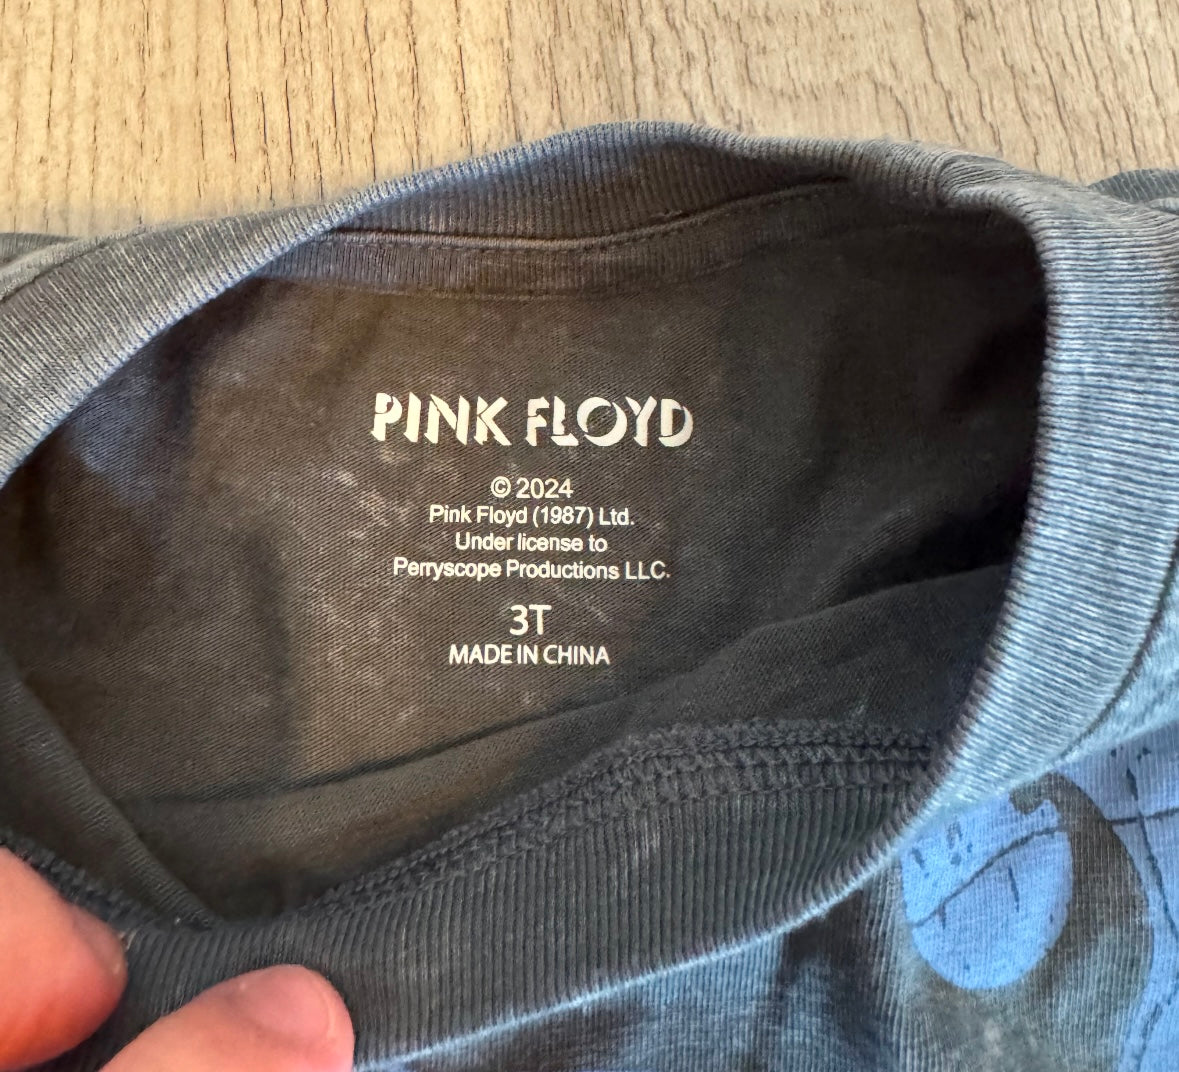 PINK FLOYD
© 2024
Pink Floyd (1987) Ltd.
Under license to
Perryscope Productions LLC.
3T
MADE IN CHINA